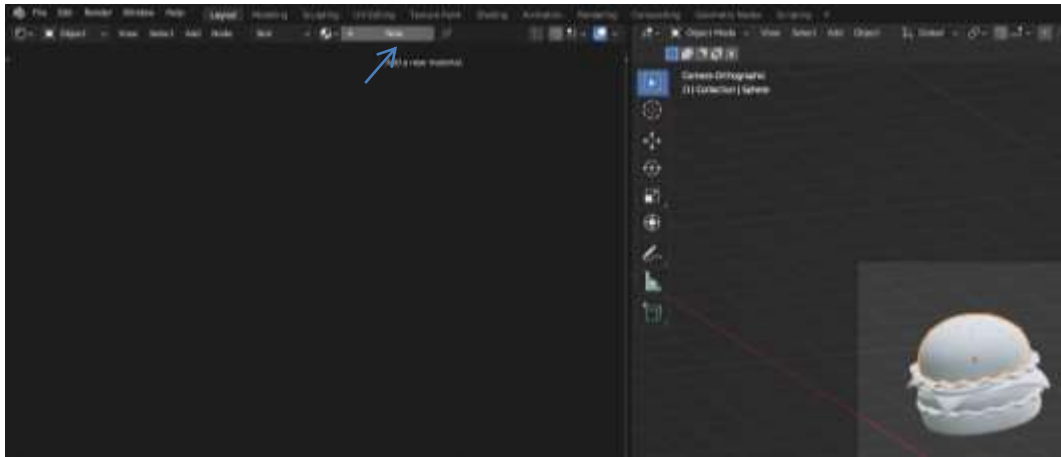 File Edit Render Window Help Layout Modeling Sculpting UV Editing Texture Paint Shading Animation Rendering Compositing Geometry Nodes Scripting +
Object View Select Add Node Slot New
Object Mode View Select Add Object Global
Add a new material.
Camera Orthographic
(1) Collection | Sphere